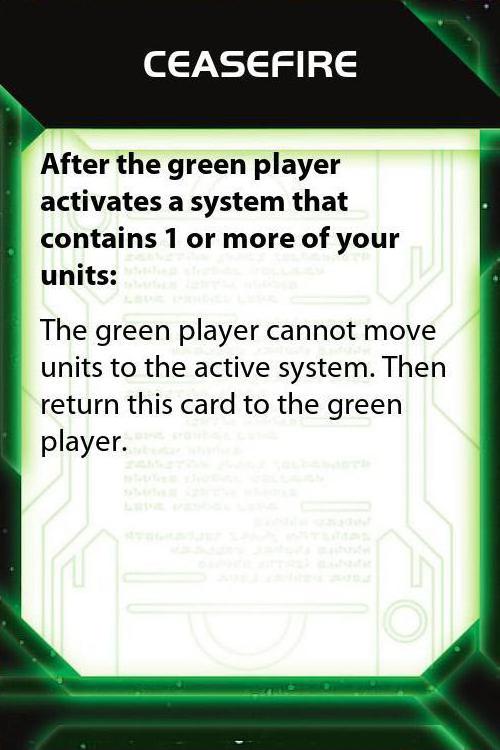 CEASEFIRE
After the green player
activates a system that
contains 1 or more of your
units:
The green player cannot move
units to the active system. Then
return this card to the green
player.